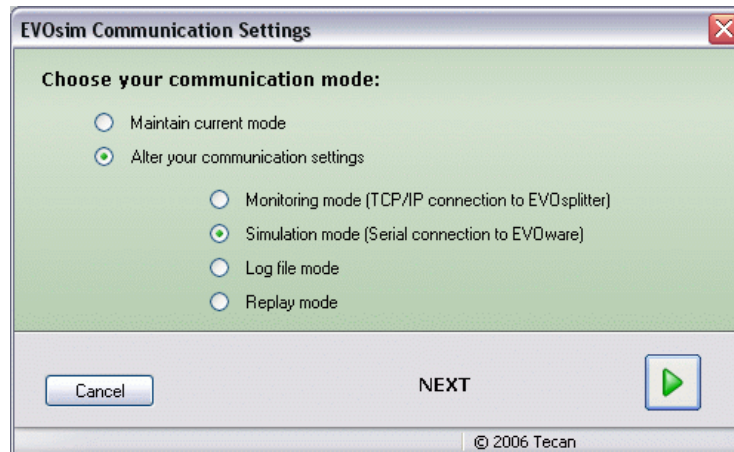 EVOsim Communication Settings
Choose your communication mode:
Maintain current mode
Alter your communication settings
Monitoring mode (TCP/IP connection to EVOsplitter)
Simulation mode (Serial connection to EVOware)
Log file mode
Replay mode
Cancel
NEXT
© 2006 Tecan